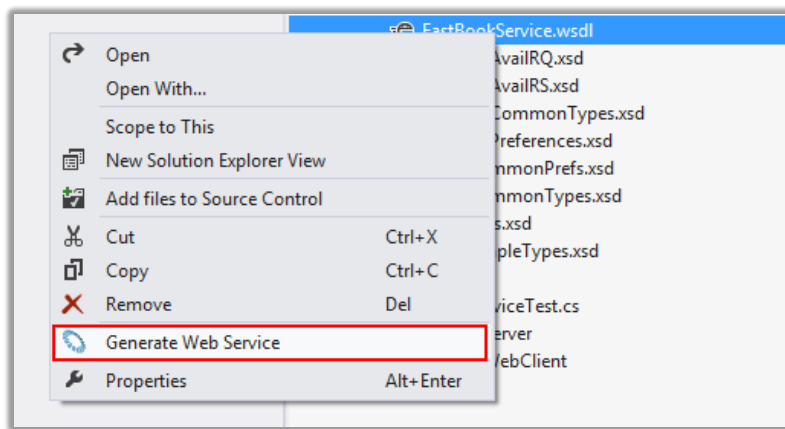 FastBookService.wsdl
Open
AvailRQ.xsd
Open With...
AvailRS.xsd
CommonTypes.xsd
Scope to This
Preferences.xsd
New Solution Explorer View
mmonPrefs.xsd
Add files to Source Control
mmonTypes.xsd
s.xsd
Cut Ctrl+X
pleTypes.xsd
Copy Ctrl+C
Remove Del
viceTest.cs
erver
Generate Web Service
WebClient
Properties Alt+Enter